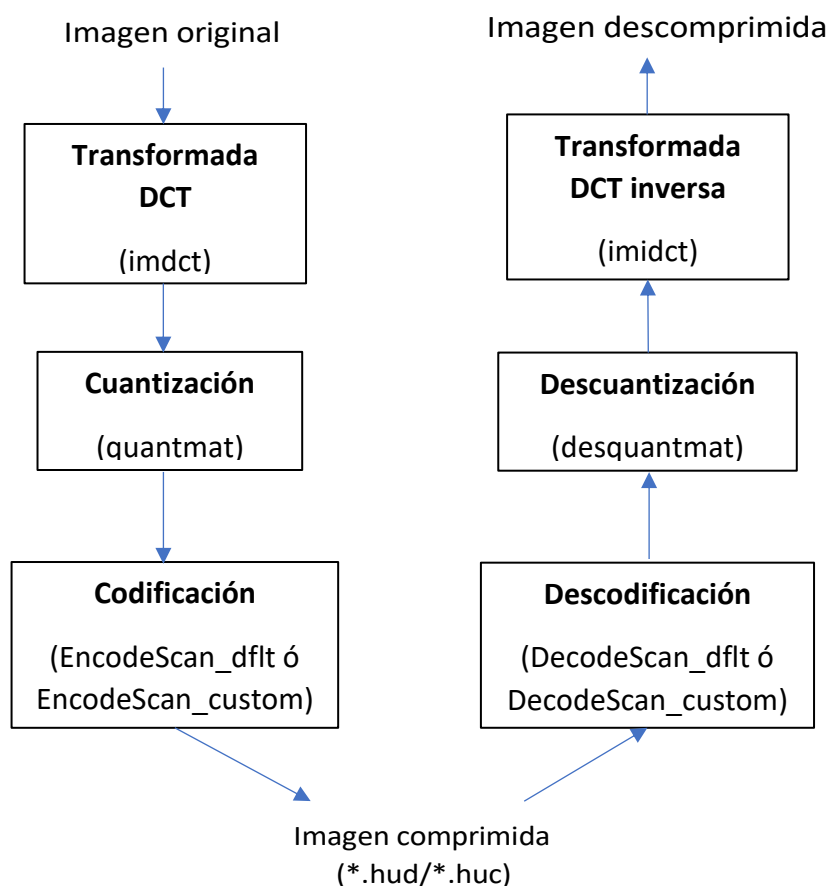 Imagen original
Transformada
DCT
(imdct)
Cuantización
(quantmat)
Codificación
(EncodeScan_dflt ó
EncodeScan_custom)
Imagen comprimida
(*.hud/*.huc)
Descodificación
(DecodeScan_dflt ó
DecodeScan_custom)
Descuantización
(desquantmat)
Transformada
DCT inversa
(imidct)
Imagen descomprimida